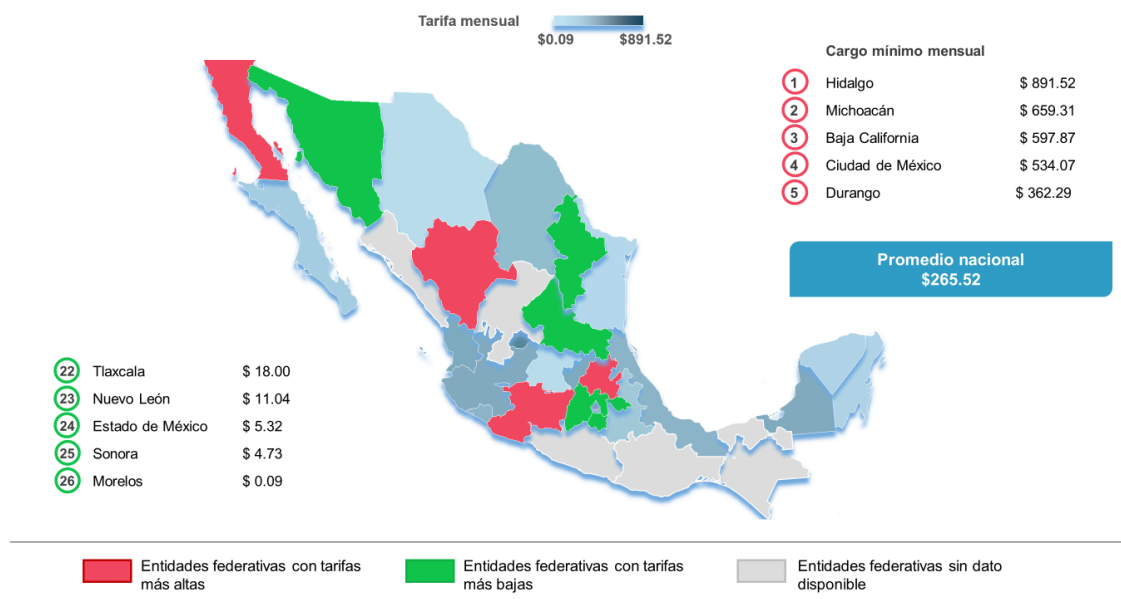 Tarifa mensual
$0.09 $891.52
Cargo mínimo mensual
1 Hidalgo $ 891.52
2 Michoacán $ 659.31
3 Baja California $ 597.87
4 Ciudad de México $ 534.07
5 Durango $ 362.29
Promedio nacional
$265.52
22 Tlaxcala $ 18.00
23 Nuevo León $ 11.04
24 Estado de México $ 5.32
25 Sonora $ 4.73
26 Morelos $ 0.09
Entidades federativas con tarifas
más altas
Entidades federativas con tarifas
más bajas
Entidades federativas sin dato
disponible